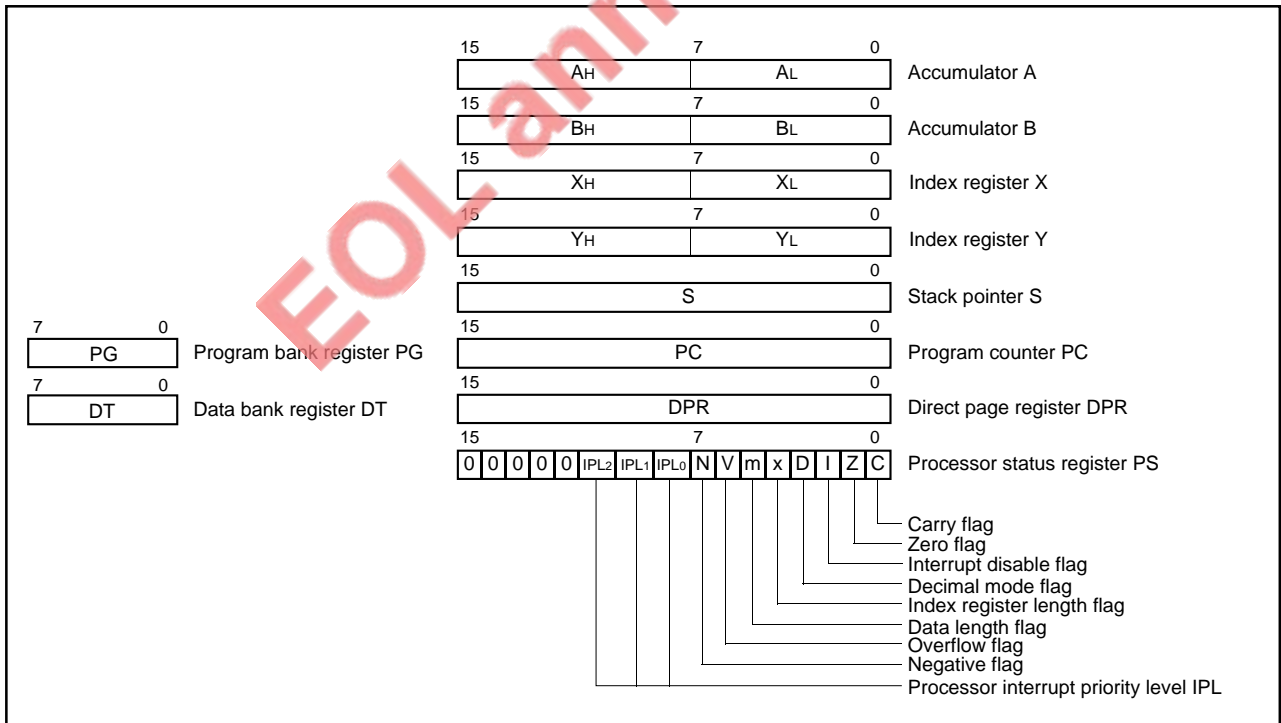 15 7 0
AH AL Accumulator A
15 7 0
BH BL Accumulator B
15 7 0
XH XL Index register X
15 7 0
YH YL Index register Y
15 0
S Stack pointer S
7 0 15 0
PG Program bank register PG PC Program counter PC
7 0 15 0
DT Data bank register DT DPR Direct page register DPR
15 7 0
0 0 0 0 0 IPL2 IPL1 IPL0 N V m x D I Z C Processor status register PS
Carry flag
Zero flag
Interrupt disable flag
Decimal mode flag
Index register length flag
Data length flag
Overflow flag
Negative flag
Processor interrupt priority level IPL
EOL